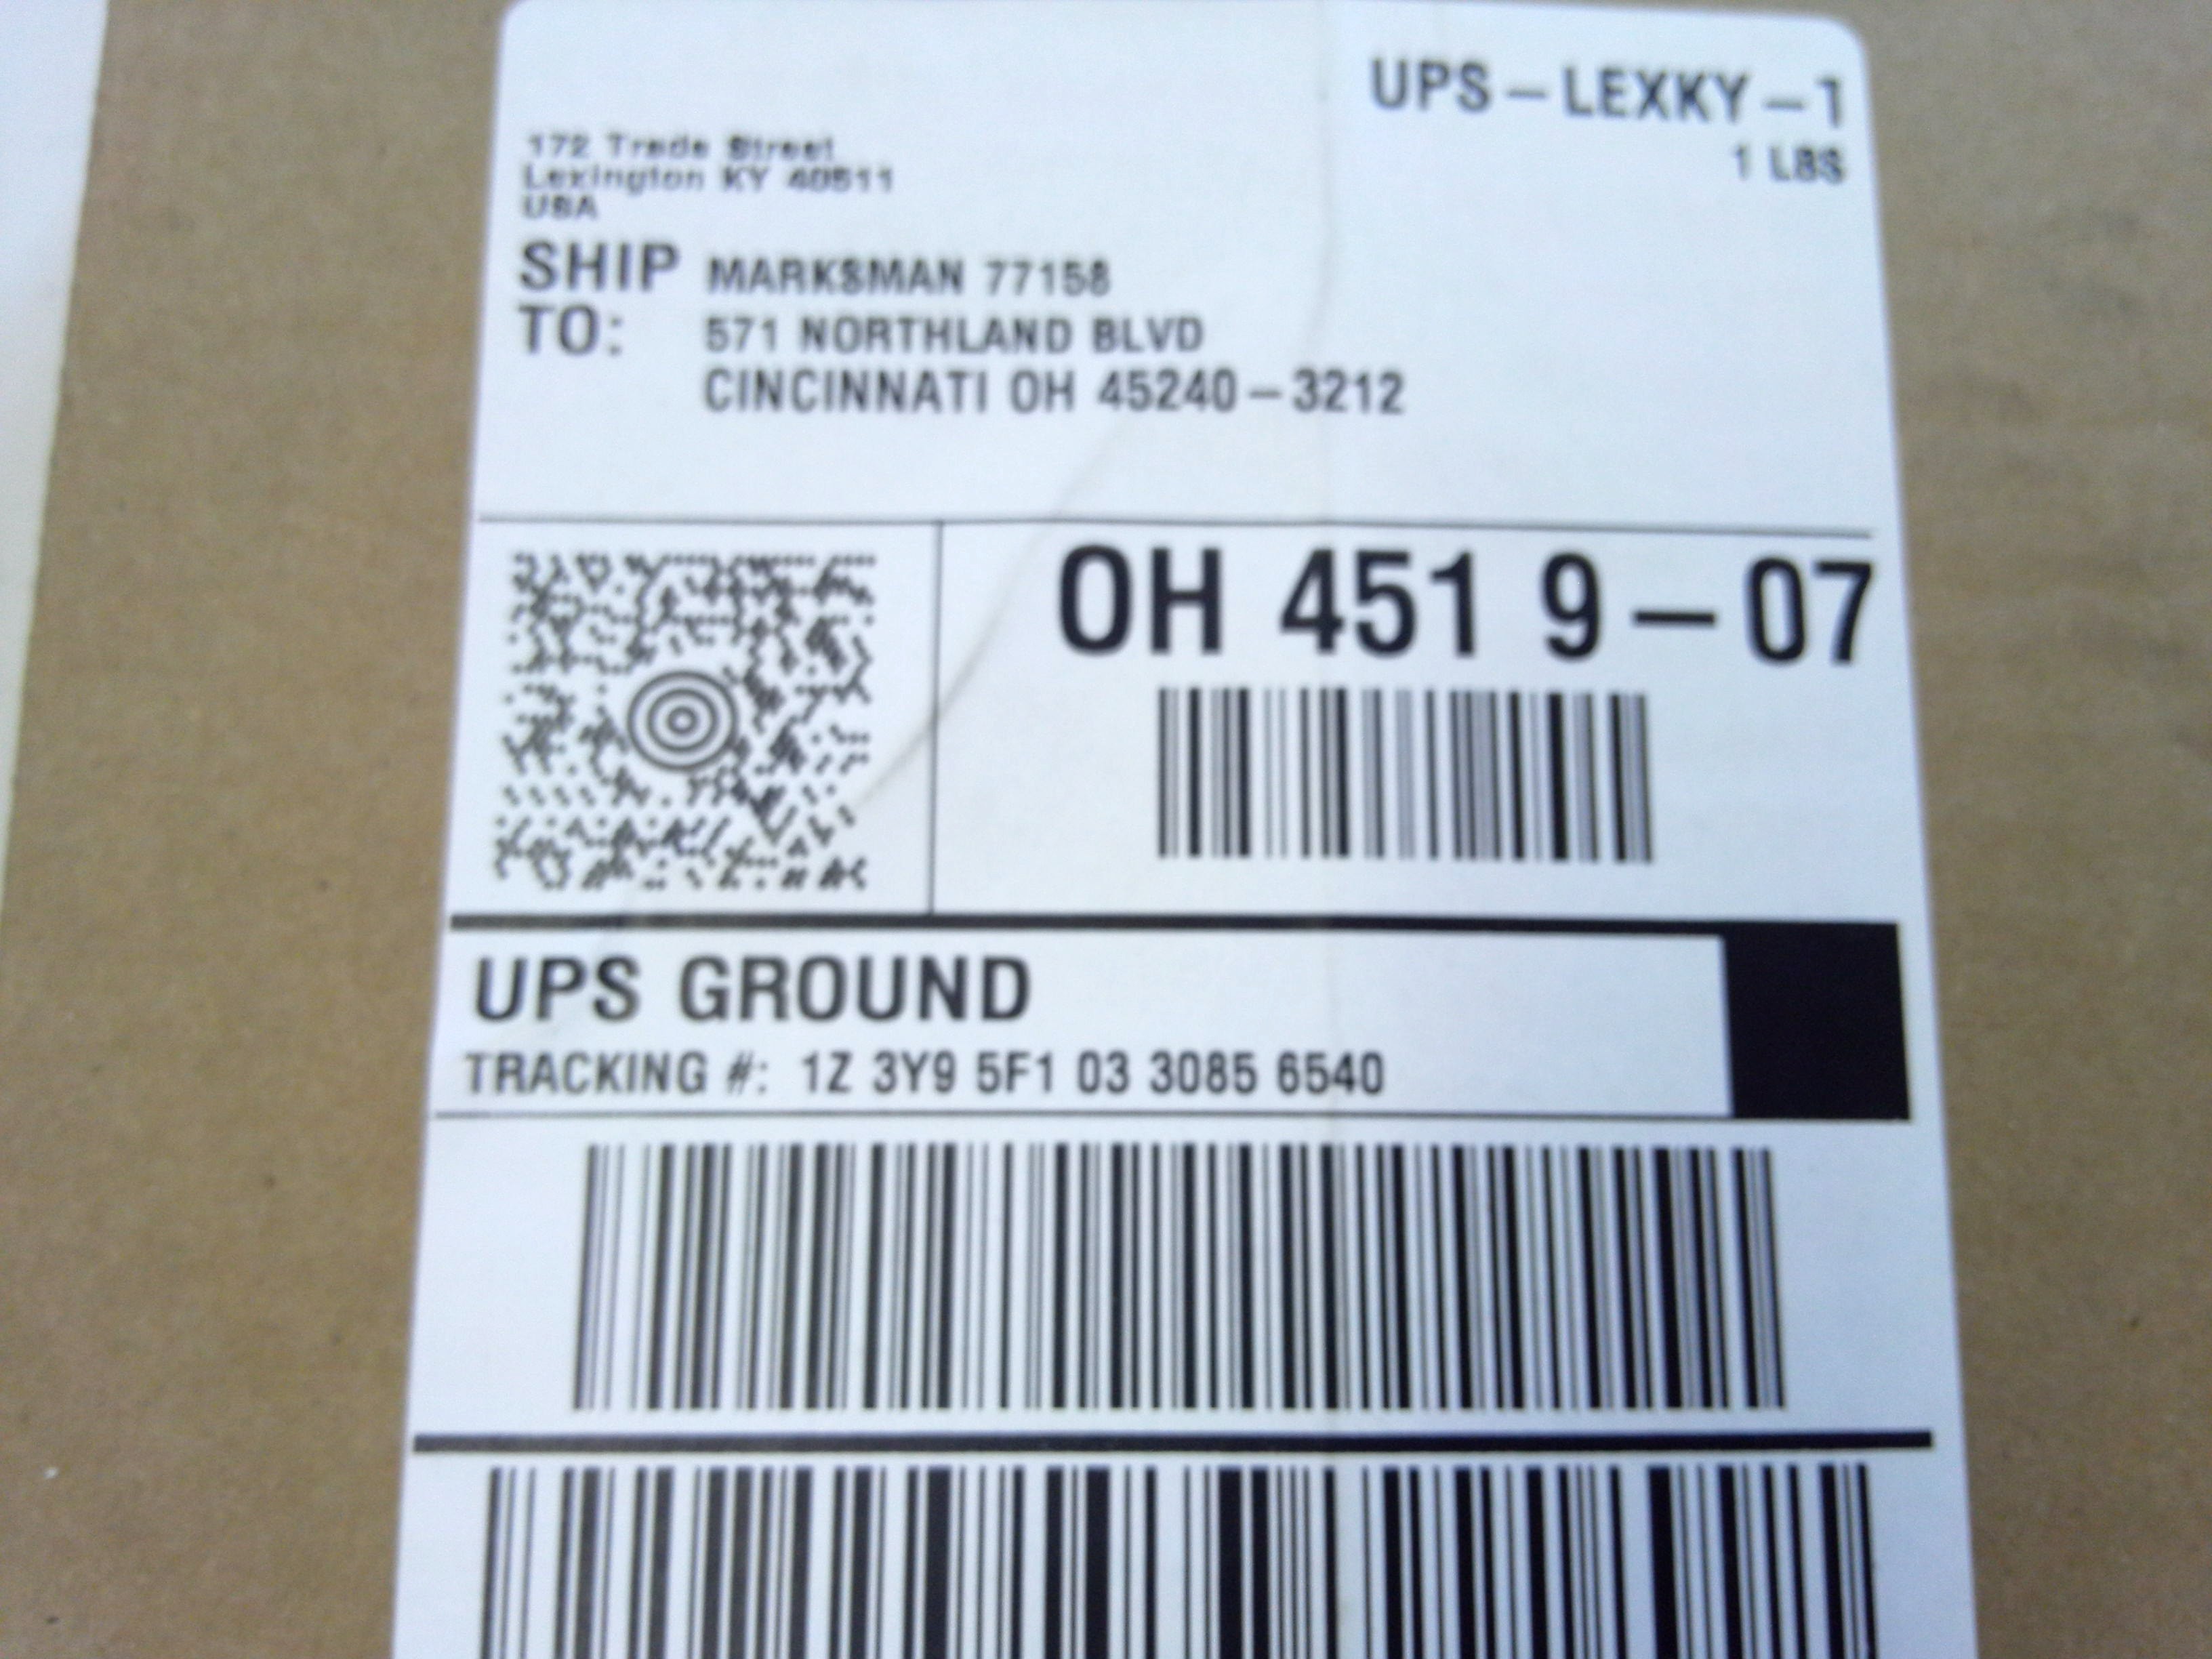 UPS - LEXKY - 1
1 LBS
172 Trade Street
Lexington KY 40511
USA
SHIP TO:
MARKSMAN 77158
571 NORTHLAND BLVD
CINCINNATI OH 45240-3212
OH 451 9-07
UPS GROUND
TRACKING #: 1Z 3Y9 5F1 03 3085 6540